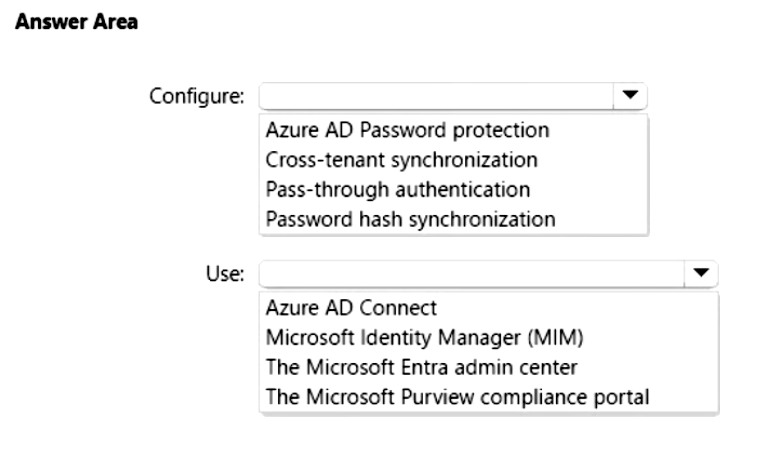 Answer Area
Configure:
Azure AD Password protection
Cross-tenant synchronization
Pass-through authentication
Password hash synchronization
Use:
Azure AD Connect
Microsoft Identity Manager (MIM)
The Microsoft Entra admin center
The Microsoft Purview compliance portal